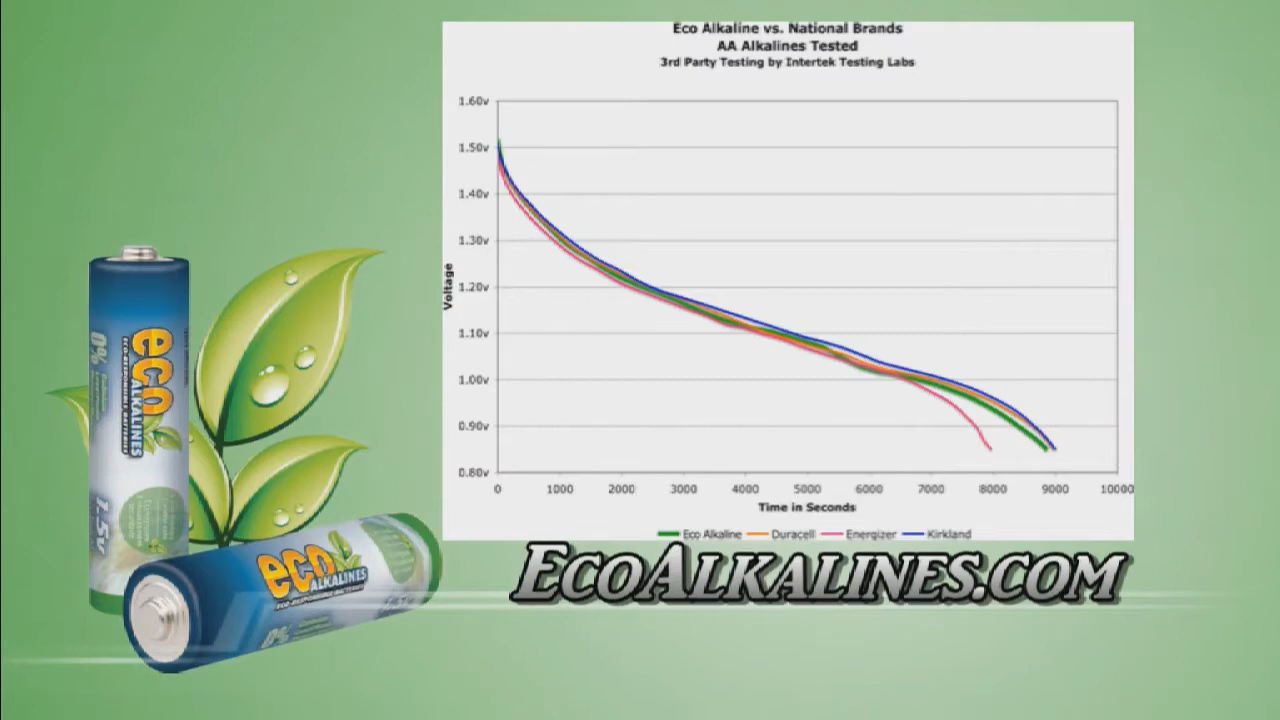 Eco Alkaline vs. National Brands
AA Alkalines Tested
3rd Party Testing by Intertek Testing Labs
1.60v
1.50v
1.40v
1.30v
1.20v
1.10v
1.00v
0.90v
0.80v
Voltage
0 1000 2000 3000 4000 5000 6000 7000 8000 9000 10000
Time in Seconds
Eco Alkaline Duracell Energizer Kirkland
ECOALKALINES.COM
eco
ALKALINES
ECO-RESPONSIBLE BATTERIES
0%
1.5v
eco
ALKALINES
ECO-RESPONSIBLE BATTERIES
0%